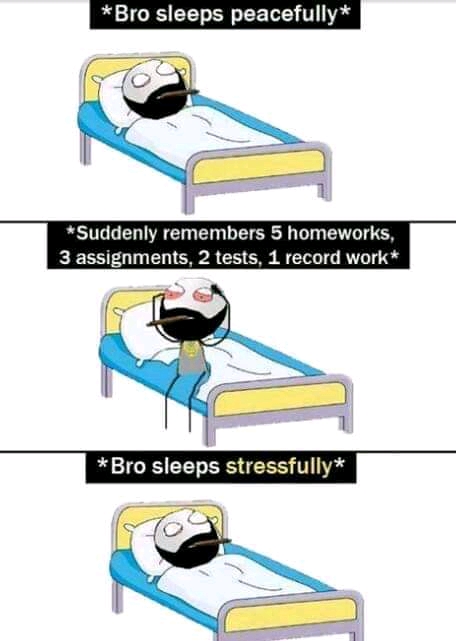 *Bro sleeps peacefully*
*Suddenly remembers 5 homeworks,
3 assignments, 2 tests, 1 record work*
*Bro sleeps stressfully*